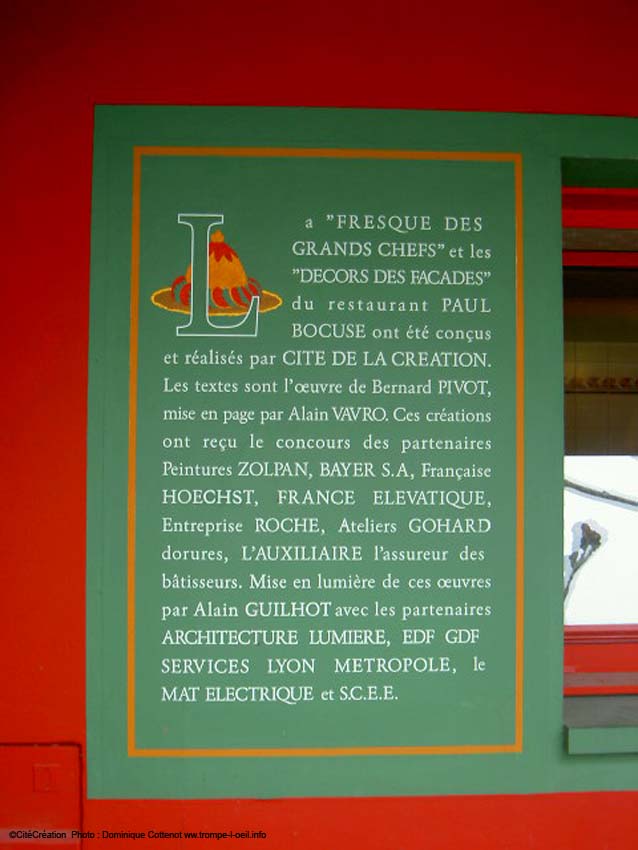 La "FRESQUE DES
GRANDS CHEFS" et les
"DECORS DES FACADES"
du restaurant PAUL
BOCUSE ont été conçus
et réalisés par CITE DE LA CREATION.
Les textes sont l'œuvre de Bernard PIVOT,
mise en page par Alain VAVRO. Ces créations
ont reçu le concours des partenaires
Peintures ZOLPAN, BAYER S.A, Française
HOECHST, FRANCE ELEVATIQUE,
Entreprise ROCHE, Ateliers GOHARD
dorures, L'AUXILIAIRE l'assureur des
bâtisseurs. Mise en lumière de ces œuvres
par Alain GUILHOT avec les partenaires
ARCHITECTURE LUMIERE, EDF GDF
SERVICES LYON METROPOLE, le
MAT ELECTRIQUE et S.C.E.E.
©CitéCréation Photo : Dominique Cottenot ww.trompe-l-oeil.info